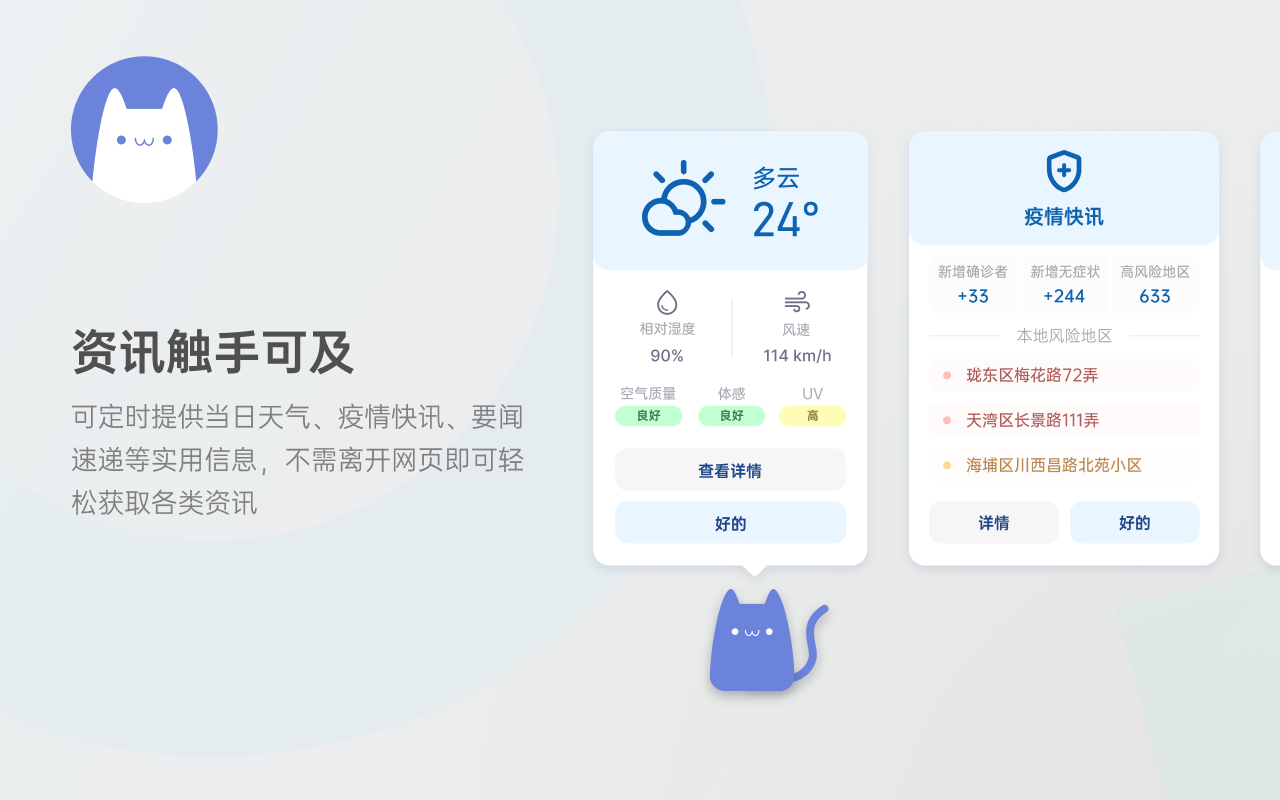 资讯触手可及
可定时提供当日天气、疫情快讯、要闻
速递等实用信息，不需离开网页即可轻
松获取各类资讯
多云
24°
相对湿度
90%
风速
114 km/h
空气质量
良好
体感
良好
UV
高
查看详情
好的
疫情快讯
新增确诊者
+33
新增无症状
+244
高风险地区
633
本地风险地区
珑东区梅花路72弄
天湾区长景路111弄
海埔区川西昌路北苑小区
详情
好的